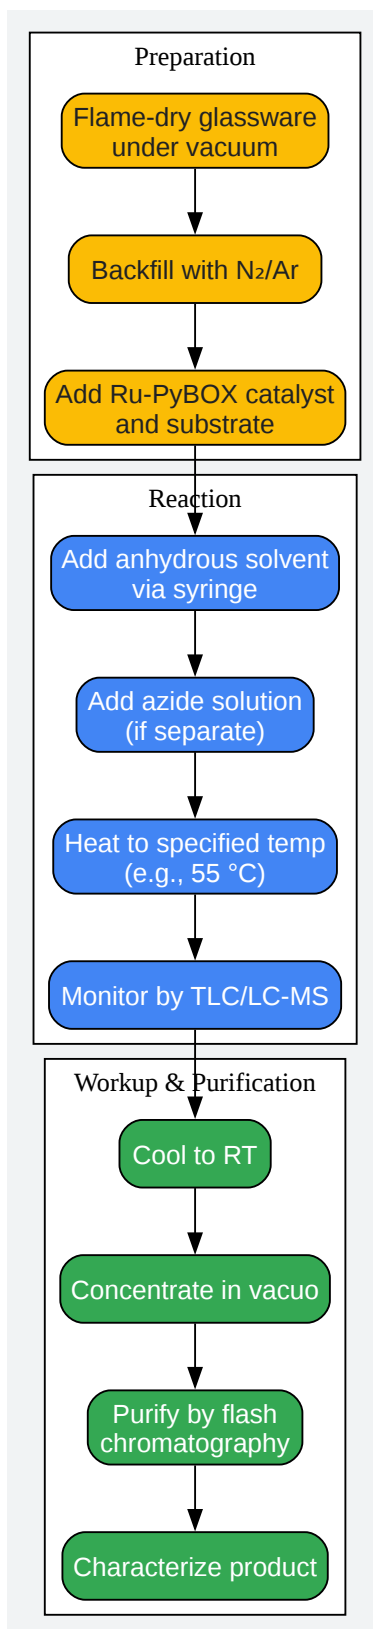 Preparation
Flame-dry glassware
under vacuum
Backfill with N₂/Ar
Add Ru-PyBOX catalyst
and substrate
Reaction
Add anhydrous solvent
via syringe
Add azide solution
(if separate)
Heat to specified temp
(e.g., 55 °C)
Monitor by TLC/LC-MS
Workup & Purification
Cool to RT
Concentrate in vacuo
Purify by flash
chromatography
Characterize product